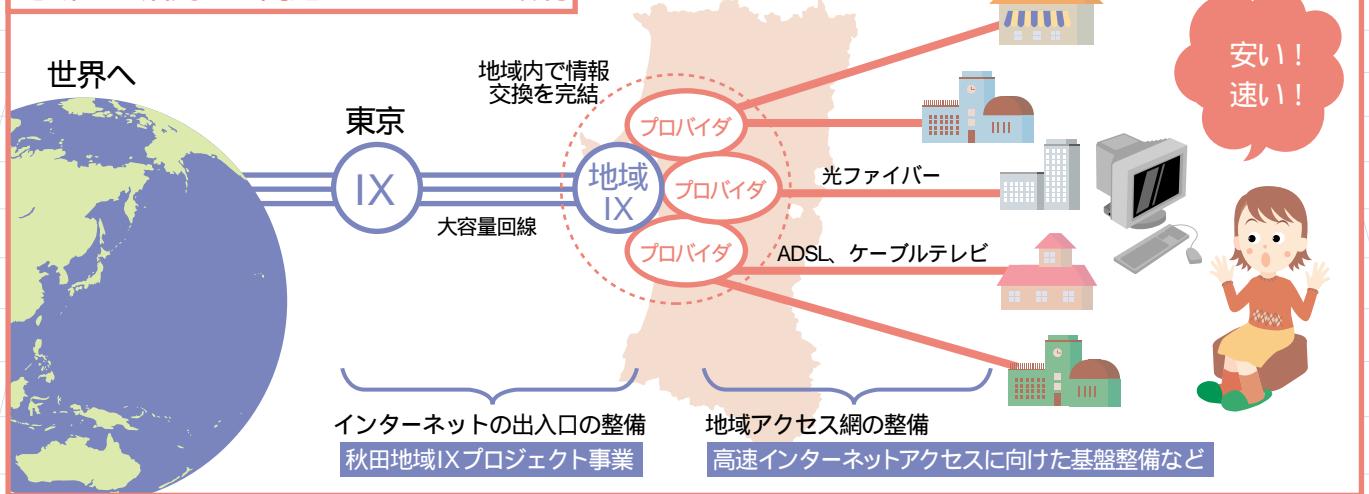 世界へ
東京
IX
大容量回線
地域内で情報
交換を完結
地域
IX
プロバイダ
プロバイダ
プロバイダ
光ファイバー
ADSL、ケーブルテレビ
安い！
速い！
インターネットの出入口の整備
秋田地域IXプロジェクト事業
地域アクセス網の整備
高速インターネットアクセスに向けた基盤整備など